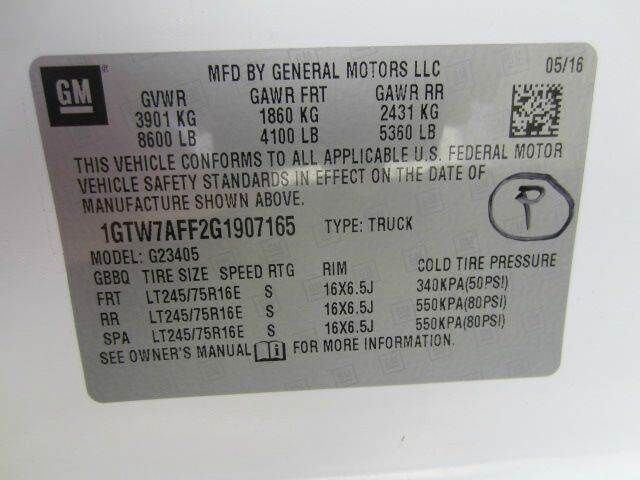 GM ®
MFD BY GENERAL MOTORS LLC 05/16
GVWR GAWR FRT GAWR RR
3901 KG 1860 KG 2431 KG
8600 LB 4100 LB 5360 LB
THIS VEHICLE CONFORMS TO ALL APPLICABLE U.S. FEDERAL MOTOR
VEHICLE SAFETY STANDARDS IN EFFECT ON THE DATE OF
MANUFACTURE SHOWN ABOVE.
P
1GTW7AFF2G1907165 TYPE: TRUCK
MODEL: G23405
GBBQ TIRE SIZE SPEED RTG RIM COLD TIRE PRESSURE
FRT LT245/75R16E S 16X6.5J 340KPA(50PSI)
RR LT245/75R16E S 16X6.5J 550KPA(80PSI)
SPA LT245/75R16E S 16X6.5J 550KPA(80PSI)
SEE OWNER'S MANUAL i FOR MORE INFORMATION.